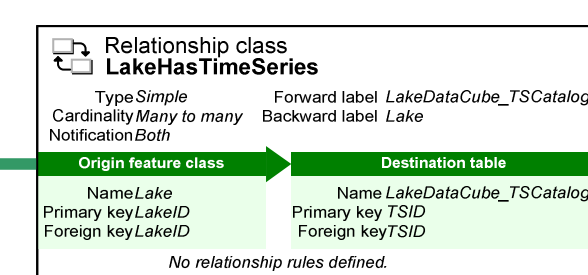 Relationship class
LakeHasTimeSeries
Type Simple Forward label LakeDataCube_TSCatalog
Cardinality Many to many Backward label Lake
Notification Both
Origin feature class Destination table
Name Lake Name LakeDataCube_TSCatalog
Primary key LakeID Primary key TSID
Foreign key LakeID Foreign key TSID
No relationship rules defined.